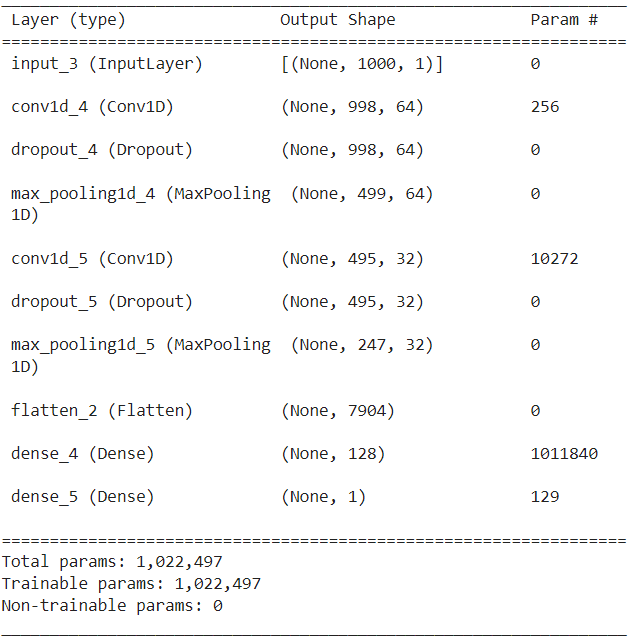 Layer (type) Output Shape Param #
=================================================================
input_3 (InputLayer) [(None, 1000, 1)] 0
conv1d_4 (Conv1D) (None, 998, 64) 256
dropout_4 (Dropout) (None, 998, 64) 0
max_pooling1d_4 (MaxPooling (None, 499, 64) 0
1D)
conv1d_5 (Conv1D) (None, 495, 32) 10272
dropout_5 (Dropout) (None, 495, 32) 0
max_pooling1d_5 (MaxPooling (None, 247, 32) 0
1D)
flatten_2 (Flatten) (None, 7904) 0
dense_4 (Dense) (None, 128) 1011840
dense_5 (Dense) (None, 1) 129
=================================================================
Total params: 1,022,497
Trainable params: 1,022,497
Non-trainable params: 0